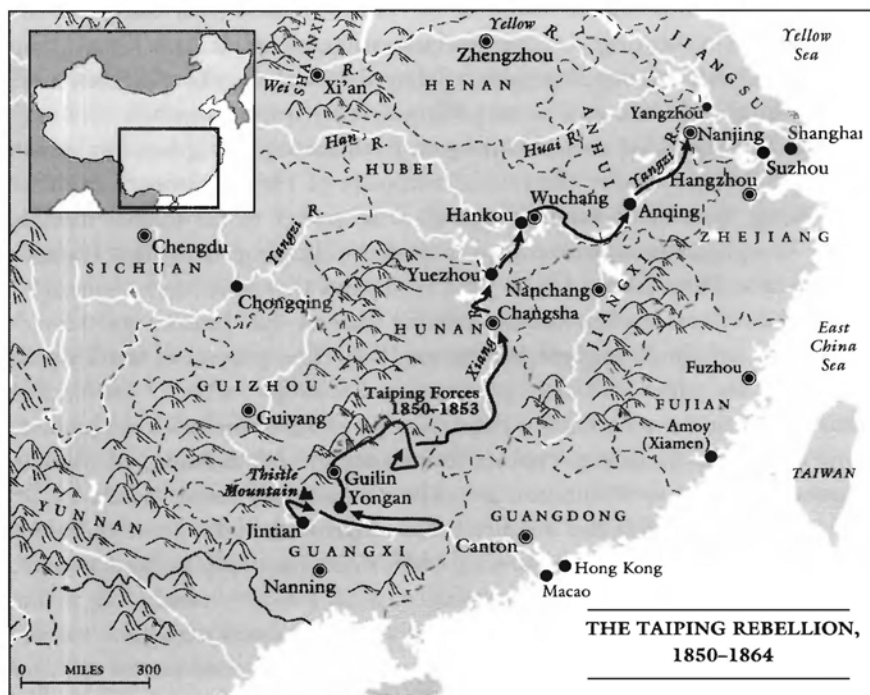 Yellow R.
Yellow Sea
JIANGSU
SHAANXI
Zhengzhou
Wei R.
Xi'an
HENAN
Yangzhou
ANHUI
Nanjing
Shanghai
Han R.
Huai R.
Yangzi R.
Suzhou
HUBEI
Hangzhou
Wuchang
Hankou
Anqing
Chengdu
Yangzi R.
ZHEJIANG
SICHUAN
Yuezhou
Chongqing
Nanchang
JIANGXI
HUNAN
Changsha
East China Sea
Xiang R.
Fuzhou
GUIZHOU
Taiping Forces
1850–1853
Guiyang
FUJIAN
Amoy
(Xiamen)
Thistle
Mountain
Guilin
TAIWAN
Yongan
YUNNAN
Jintian
GUANGDONG
GUANGXI
Canton
Nanning
Hong Kong
Macao
THE TAIPING REBELLION,
1850–1864
0 MILES 300